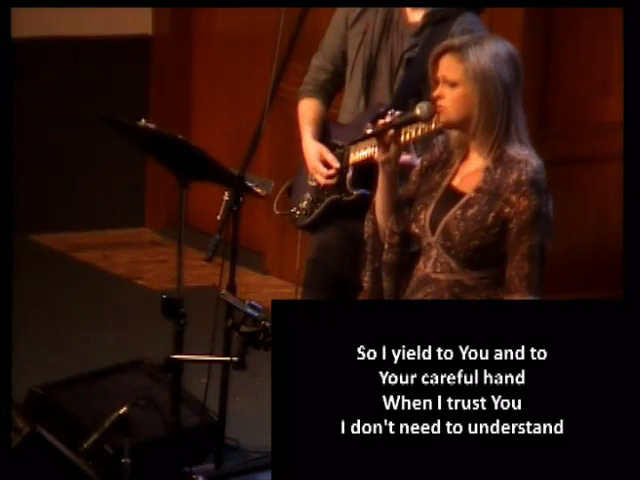 So I yield to You and to
Your careful hand
When I trust You
I don't need to understand